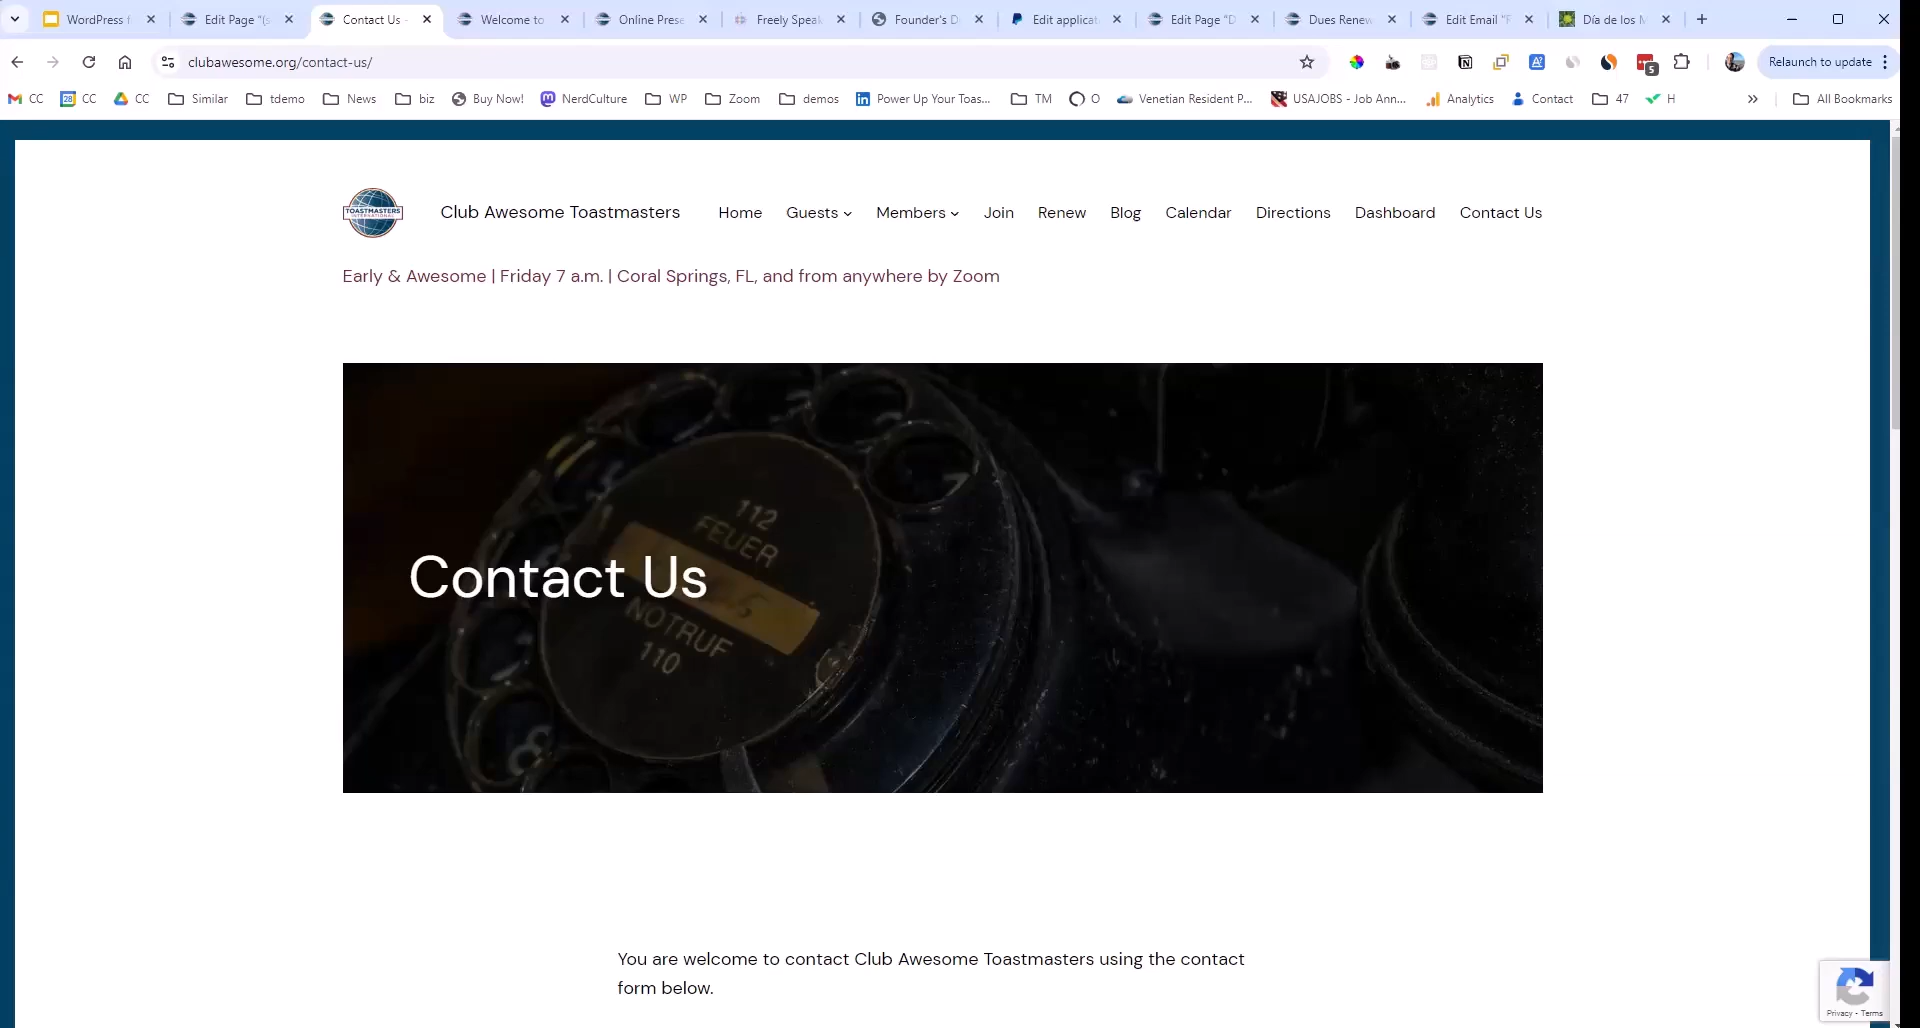 WordPress f
Edit Page "(s
Contact Us -
Welcome to
Online Prese
Freely Speak
Founder's D
Edit applicat
Edit Page "D
Dues Renew
Edit Email "F
Día de los M
clubawesome.org/contact-us/
5
Relaunch to update
CC
28
CC
CC
Similar
tdemo
News
biz
Buy Now!
NerdCulture
WP
Zoom
demos
Power Up Your Toas...
TM
O
Venetian Resident P...
USAJOBS - Job Ann...
Analytics
Contact
47
H
All Bookmarks
TOASTMASTERS
INTERNATIONAL
Club Awesome Toastmasters
Home
Guests
Members
Join
Renew
Blog
Calendar
Directions
Dashboard
Contact Us
Early & Awesome | Friday 7 a.m. | Coral Springs, FL, and from anywhere by Zoom
7
112
FEUER
Contact Us
NOTRUF
110
8
You are welcome to contact Club Awesome Toastmasters using the contact
form below.
Privacy - Terms